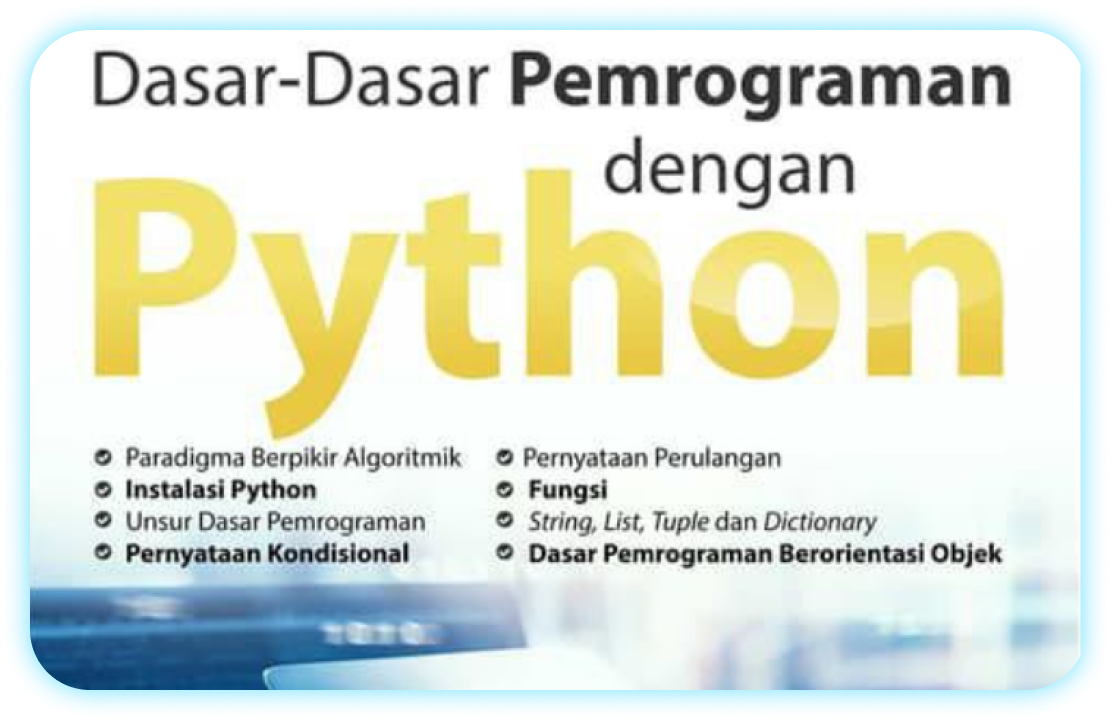 Dasar-Dasar Pemrograman
dengan
Python
Paradigma Berpikir Algoritmik
Instalasi Python
Unsur Dasar Pemrograman
Pernyataan Kondisional
Pernyataan Perulangan
Fungsi
String, List, Tuple dan Dictionary
Dasar Pemrograman Berorientasi Objek